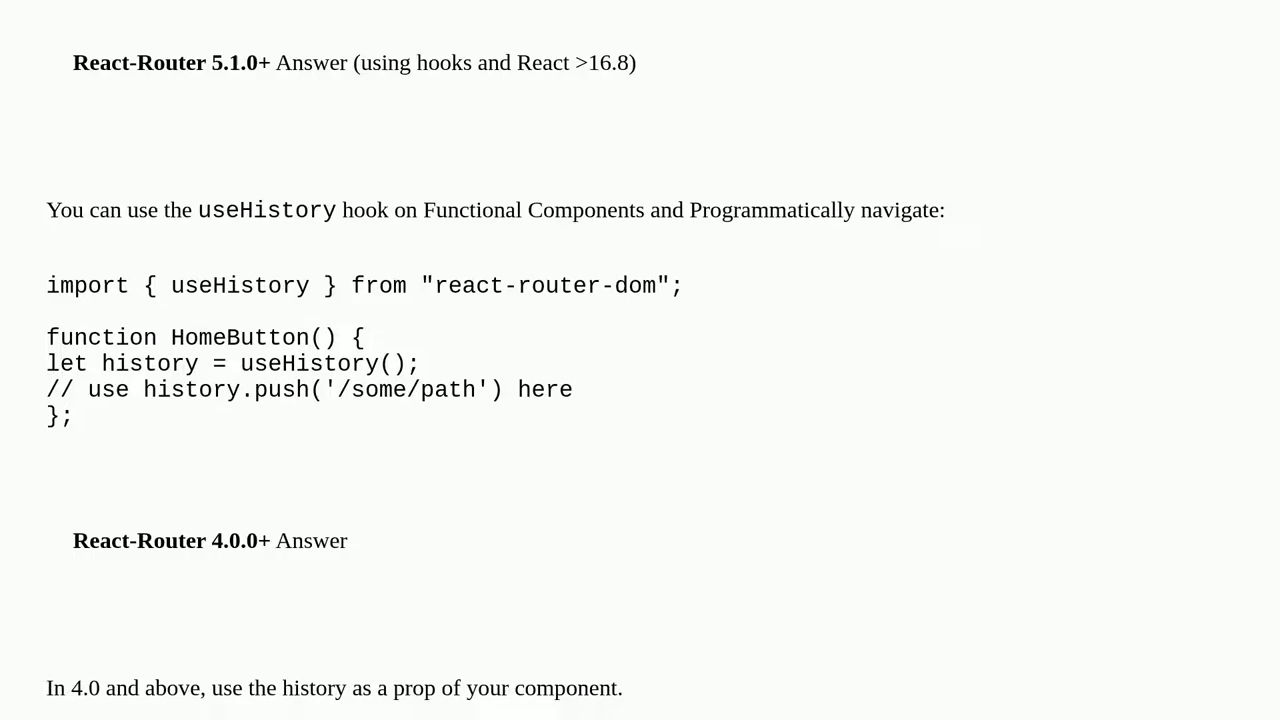 React-Router 5.1.0+ Answer (using hooks and React >16.8)
You can use the useHistory hook on Functional Components and Programmatically navigate:
import { useHistory } from "react-router-dom";
function HomeButton() {
let history = useHistory();
// use history.push('/some/path') here
};
React-Router 4.0.0+ Answer
In 4.0 and above, use the history as a prop of your component.